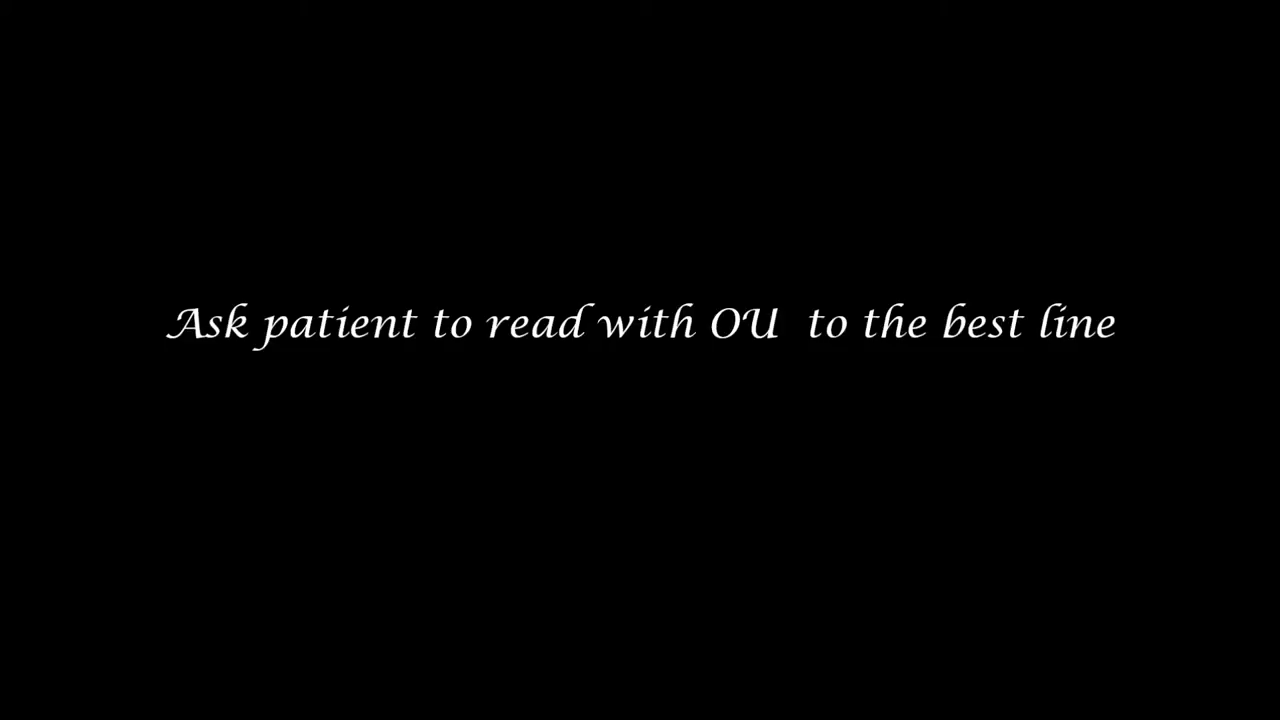 Ask patient to read with OU  to the best line